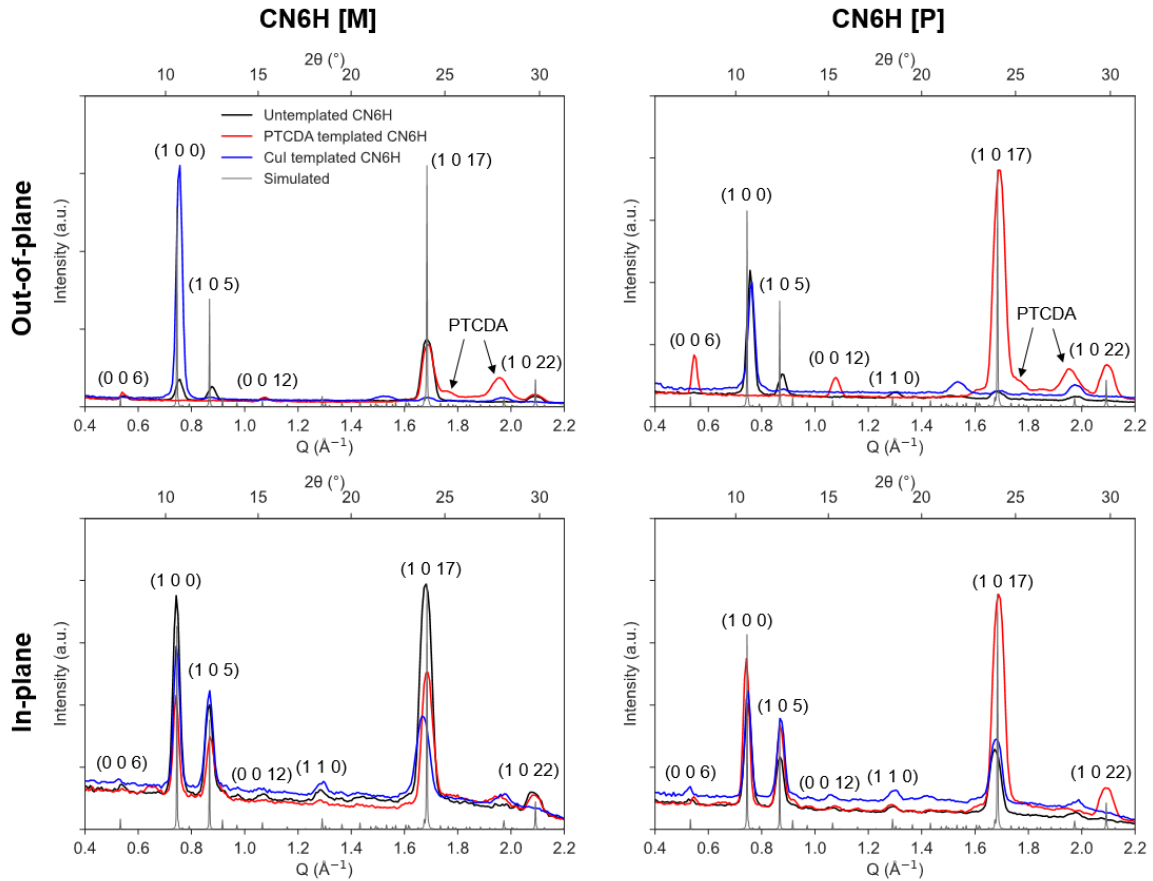 CN6H [M]
CN6H [P]
Out-of-plane
In-plane
2θ (°)
10 15 20 25 30
Intensity (a.u.)
Untemplated CN6H
PTCDA templated CN6H
CuI templated CN6H
Simulated
(1 0 0)
(1 0 17)
(1 0 5)
PTCDA
(0 0 6)
(0 0 12)
(1 0 22)
0.4 0.6 0.8 1.0 1.2 1.4 1.6 1.8 2.0 2.2
Q (Å⁻¹)
2θ (°)
10 15 20 25 30
Intensity (a.u.)
(1 0 17)
(1 0 0)
(1 0 5)
PTCDA
(0 0 6)
(0 0 12)
(1 1 0)
(1 0 22)
0.4 0.6 0.8 1.0 1.2 1.4 1.6 1.8 2.0 2.2
Q (Å⁻¹)
2θ (°)
10 15 20 25 30
Intensity (a.u.)
(1 0 0)
(1 0 17)
(1 0 5)
(0 0 6)
(0 0 12)
(1 1 0)
(1 0 22)
0.4 0.6 0.8 1.0 1.2 1.4 1.6 1.8 2.0 2.2
Q (Å⁻¹)
2θ (°)
10 15 20 25 30
Intensity (a.u.)
(1 0 17)
(1 0 0)
(1 0 5)
(0 0 6)
(0 0 12)
(1 1 0)
(1 0 22)
0.4 0.6 0.8 1.0 1.2 1.4 1.6 1.8 2.0 2.2
Q (Å⁻¹)